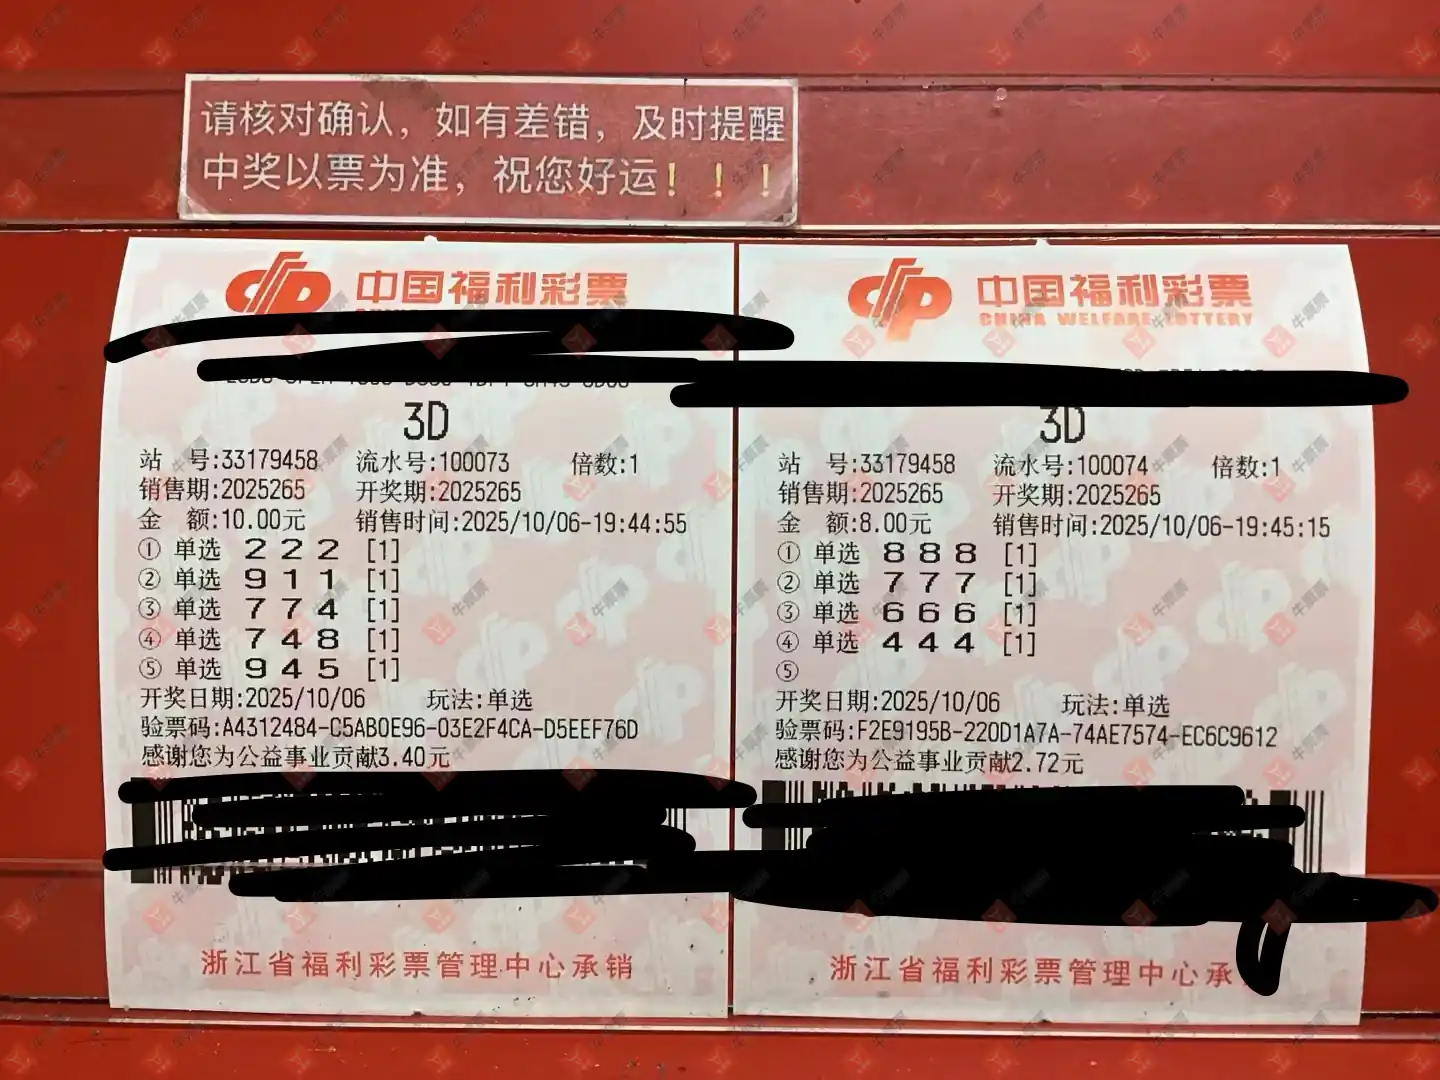 请核对确认，如有差错，及时提醒
中奖以票为准，祝您好运！！！
中国福利彩票
3D
站 号:33179458 流水号:100073 倍数:1
销售期:2025265 开奖期:2025265
金 额:10.00元 销售时间:2025/10/06-19:44:55
① 单选 2 2 2 [1]
② 单选 9 1 1 [1]
③ 单选 7 7 4 [1]
④ 单选 7 4 8 [1]
⑤ 单选 9 4 5 [1]
开奖日期:2025/10/06 玩法:单选
验票码:A4312484-C5AB0E96-03E2F4CA-D5EEF76D
感谢您为公益事业贡献3.40元
浙江省福利彩票管理中心承销
中国福利彩票
CHINA WELFARE LOTTERY
3D
站 号:33179458 流水号:100074 倍数:1
销售期:2025265 开奖期:2025265
金 额:8.00元 销售时间:2025/10/06-19:45:15
① 单选 8 8 8 [1]
② 单选 7 7 7 [1]
③ 单选 6 6 6 [1]
④ 单选 4 4 4 [1]
⑤
开奖日期:2025/10/06 玩法:单选
验票码:F2E9195B-220D1A7A-74AE7574-EC6C9612
感谢您为公益事业贡献2.72元
浙江省福利彩票管理中心承